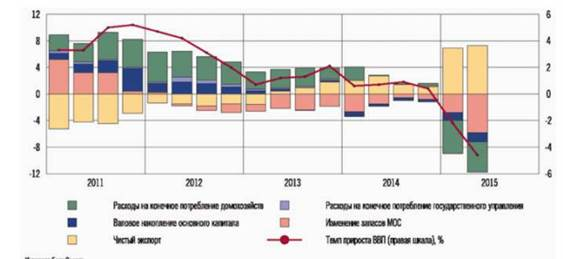 12 6
8 4
4 2
0 0
-4 -2
-8 -4
-12 -6
2011 2012 2013 2014 2015
Расходы на конечное потребление домохозяйств Расходы на конечное потребление государственного управления
Валовое накопление основного капитала Изменение запасов МОС
Чистый экспорт Темп прироста ВВП (правая шкала), %